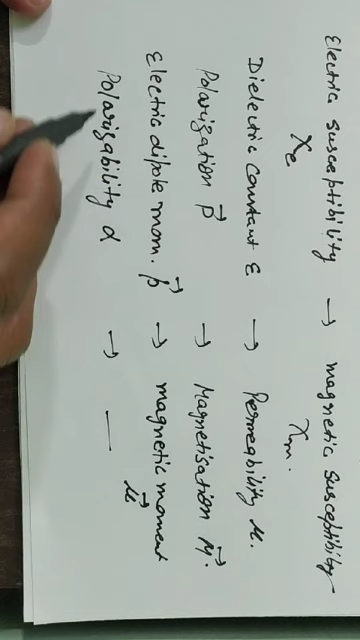 Electric susceptibility → magnetic susceptibility
χe χm.
Dielectric constant ε → Permeability μ.
Polarization P⃗ → Magnetisation M⃗.
Electric dipole mom. p⃗ → magnetic moment μ⃗
Polarizability α → —